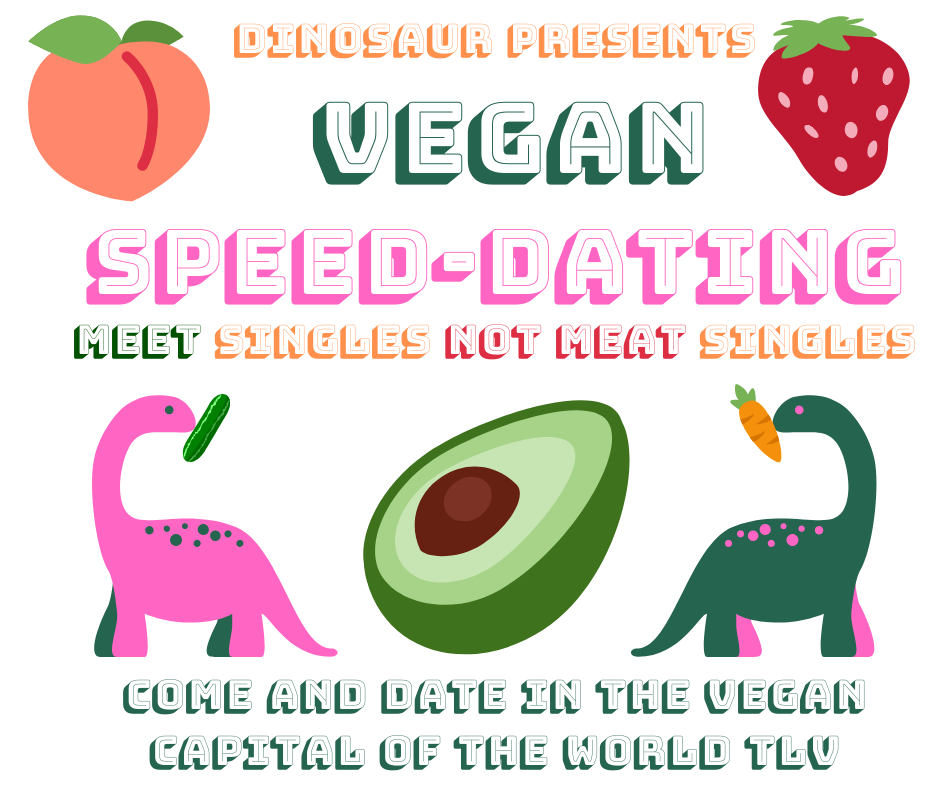 DINOSAUR PRESENTS
VEGAN
SPEED-DATING
MEET SINGLES NOT MEAT SINGLES
COME AND DATE IN THE VEGAN
CAPITAL OF THE WORLD TLV